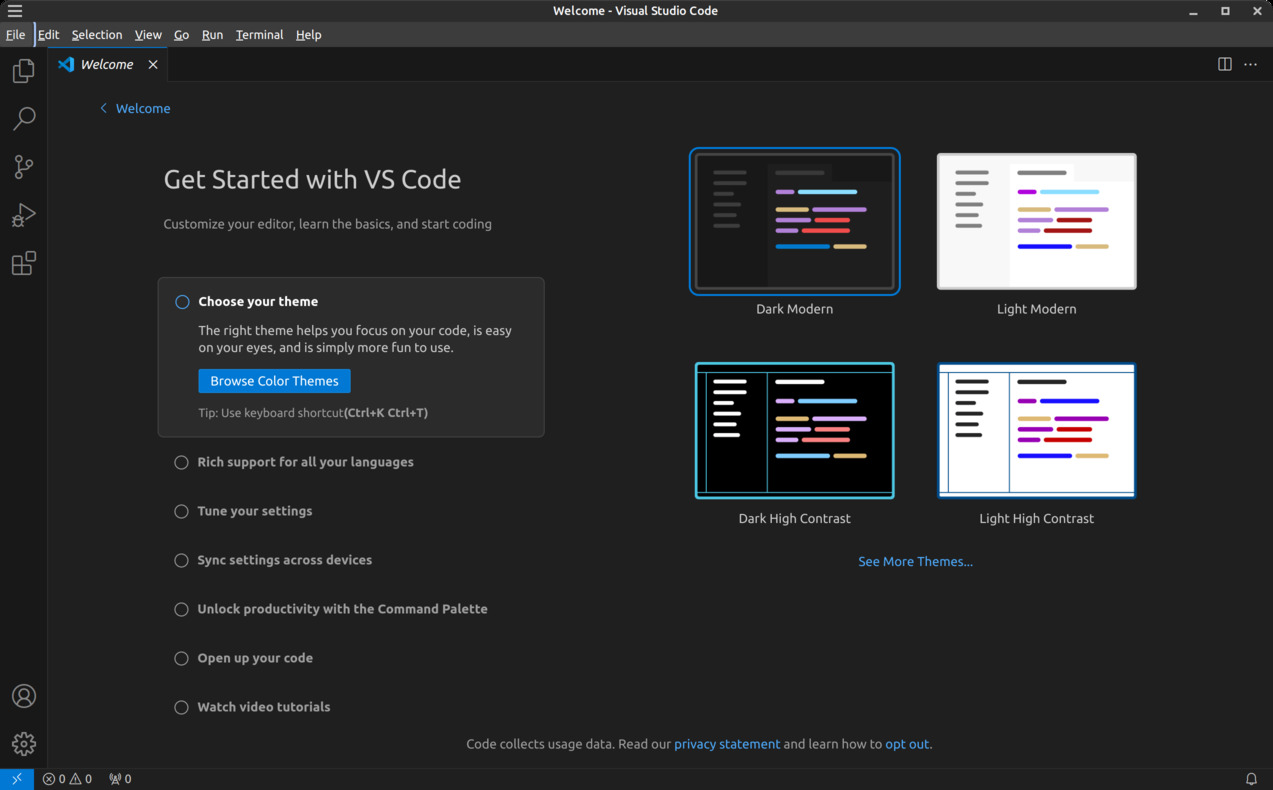 Welcome - Visual Studio Code
File Edit Selection View Go Run Terminal Help
Welcome
Welcome
Get Started with VS Code
Customize your editor, learn the basics, and start coding
Choose your theme
The right theme helps you focus on your code, is easy
on your eyes, and is simply more fun to use.
Browse Color Themes
Tip: Use keyboard shortcut(Ctrl+K Ctrl+T)
Rich support for all your languages
Tune your settings
Sync settings across devices
Unlock productivity with the Command Palette
Open up your code
Watch video tutorials
Dark Modern
Light Modern
Dark High Contrast
Light High Contrast
See More Themes...
Code collects usage data. Read our privacy statement and learn how to opt out.
0 0 0